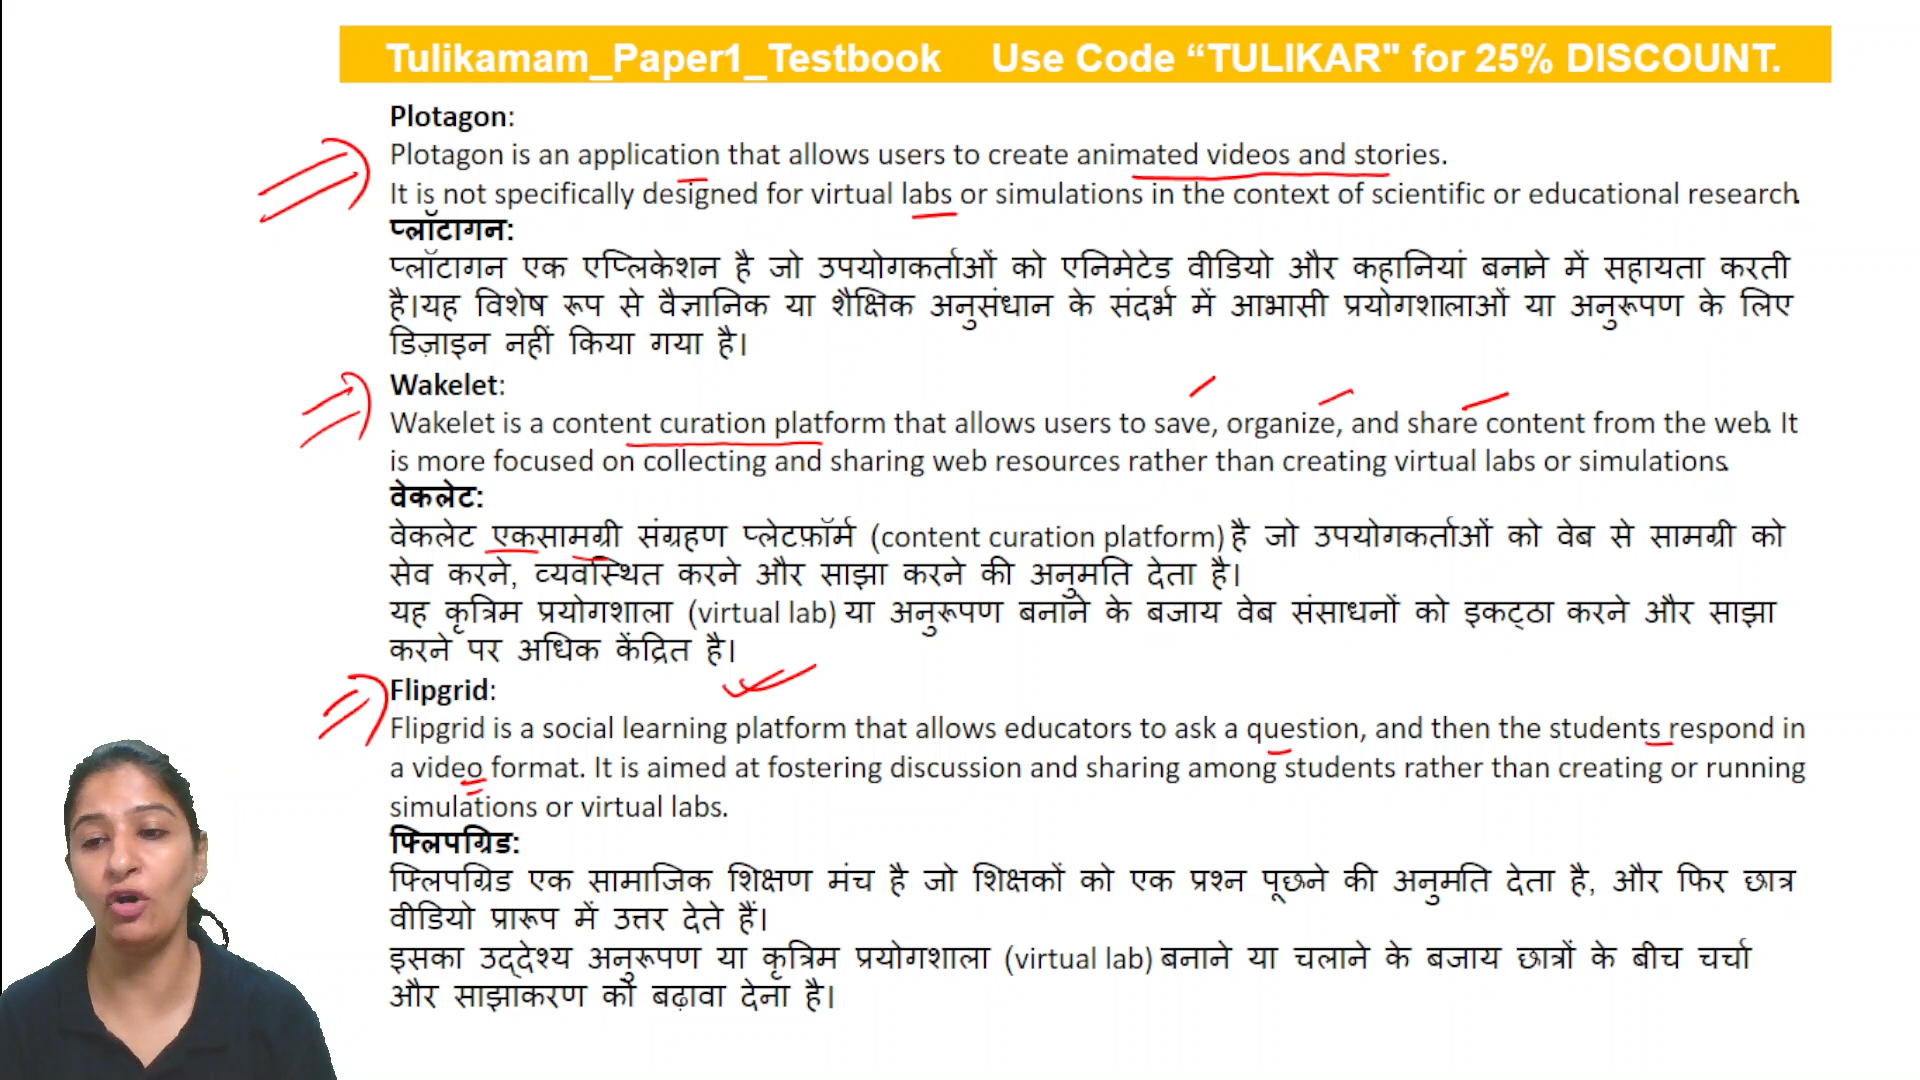 Tulikamam_Paper1_Testbook Use Code “TULIKAR" for 25% DISCOUNT.
Plotagon:
Plotagon is an application that allows users to create animated videos and stories.
It is not specifically designed for virtual labs or simulations in the context of scientific or educational research.
प्लॉटागन:
प्लॉटागन एक एप्लिकेशन है जो उपयोगकर्ताओं को एनिमेटेड वीडियो और कहानियां बनाने में सहायता करती
है।यह विशेष रूप से वैज्ञानिक या शैक्षिक अनुसंधान के संदर्भ में आभासी प्रयोगशालाओं या अनुरूपण के लिए
डिज़ाइन नहीं किया गया है।
Wakelet:
Wakelet is a content curation platform that allows users to save, organize, and share content from the web. It
is more focused on collecting and sharing web resources rather than creating virtual labs or simulations.
वेकलेट:
वेकलेट एकसामग्री संग्रहण प्लेटफ़ॉर्म (content curation platform) है जो उपयोगकर्ताओं को वेब से सामग्री को
सेव करने, व्यवस्थित करने और साझा करने की अनुमति देता है।
यह कृत्रिम प्रयोगशाला (virtual lab) या अनुरूपण बनाने के बजाय वेब संसाधनों को इकट्ठा करने और साझा
करने पर अधिक केंद्रित है।
Flipgrid:
Flipgrid is a social learning platform that allows educators to ask a question, and then the students respond in
a video format. It is aimed at fostering discussion and sharing among students rather than creating or running
simulations or virtual labs.
फ्लिपग्रिड:
फ्लिपग्रिड एक सामाजिक शिक्षण मंच है जो शिक्षकों को एक प्रश्न पूछने की अनुमति देता है, और फिर छात्र
वीडियो प्रारूप में उत्तर देते हैं।
इसका उद्देश्य अनुरूपण या कृत्रिम प्रयोगशाला (virtual lab) बनाने या चलाने के बजाय छात्रों के बीच चर्चा
और साझाकरण को बढ़ावा देना है।